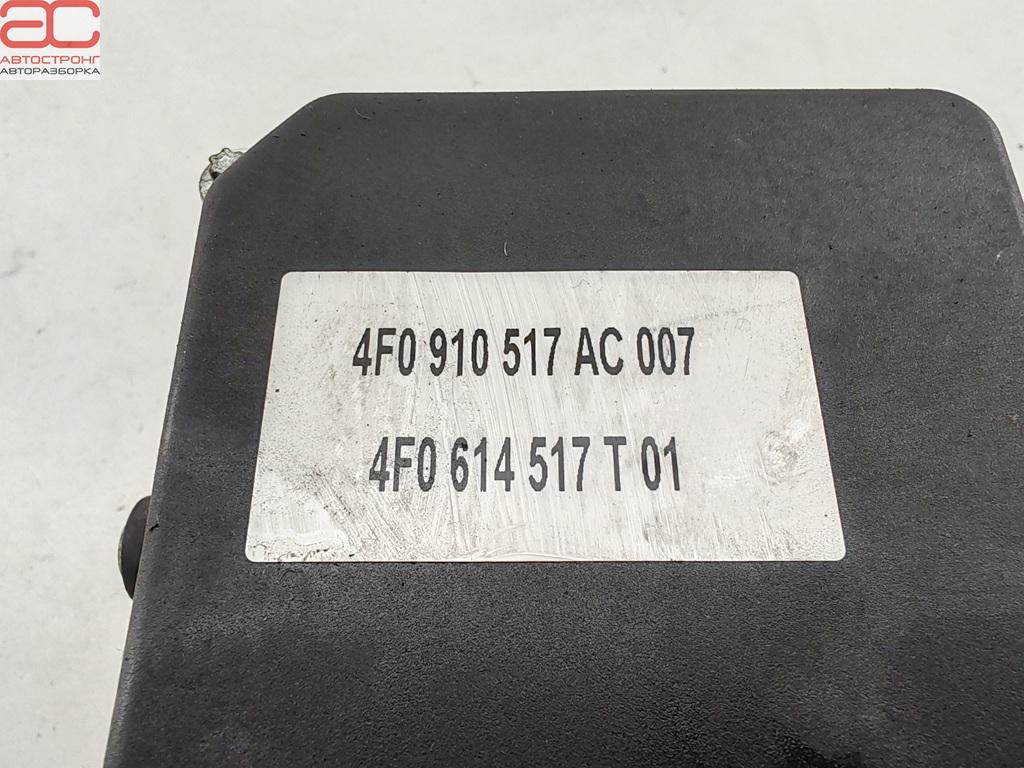 ac
АВТОСТРОНГ
АВТОРАЗБОРКА
4F0 910 517 AC 007
4F0 614 517 T 01